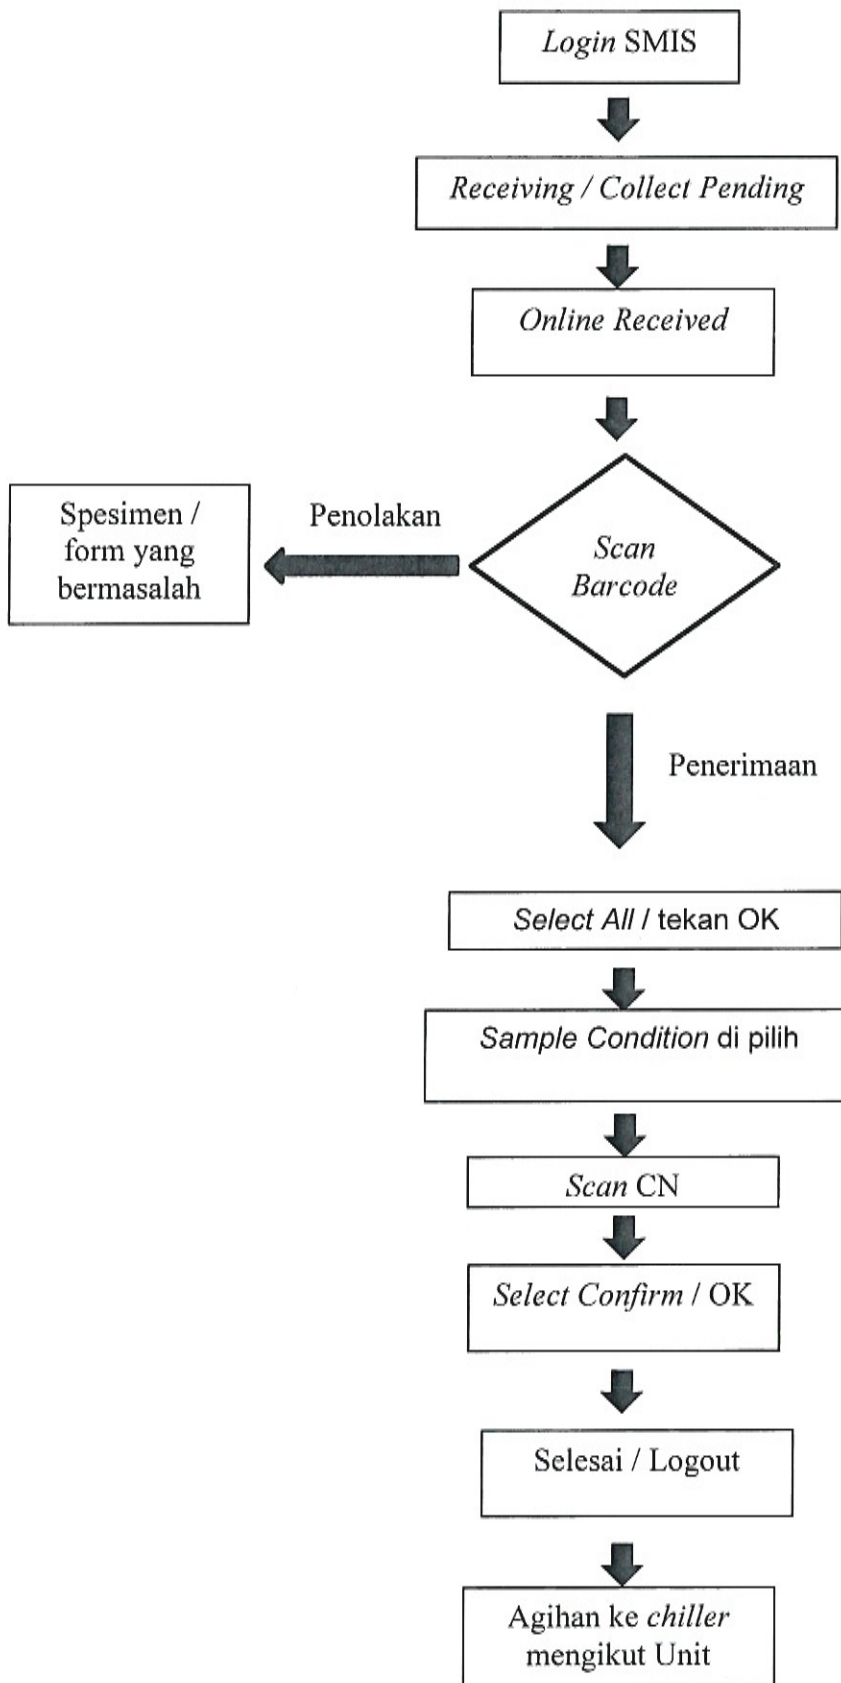 Login SMIS
Receiving / Collect Pending
Online Received
Spesimen /
form yang
bermasalah
Penolakan
Scan
Barcode
Penerimaan
Select All / tekan OK
Sample Condition di pilih
Scan CN
Select Confirm / OK
Selesai / Logout
Agihan ke chiller
mengikut Unit